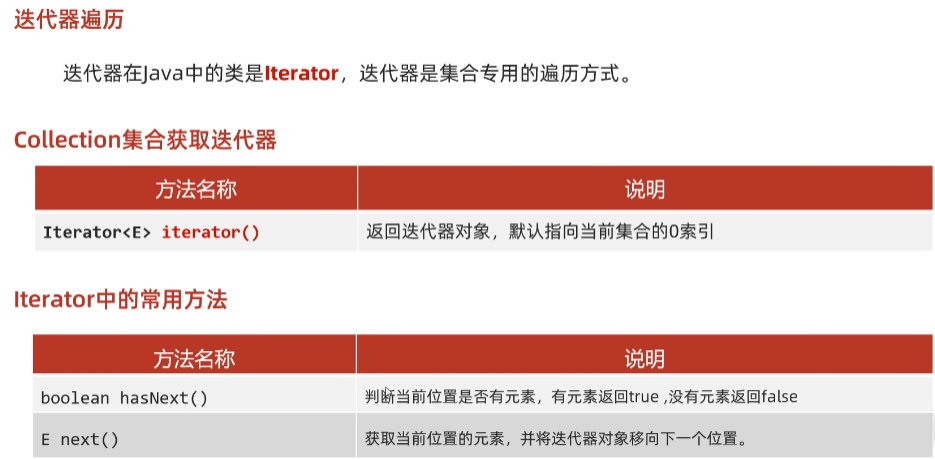 迭代器遍历
迭代器在Java中的类是Iterator，迭代器是集合专用的遍历方式。
Collection集合获取迭代器
方法名称 说明
Iterator<E> iterator() 返回迭代器对象，默认指向当前集合的0索引
Iterator中的常用方法
方法名称 说明
boolean hasNext() 判断当前位置是否有元素，有元素返回true ,没有元素返回false
E next() 获取当前位置的元素，并将迭代器对象移向下一个位置。